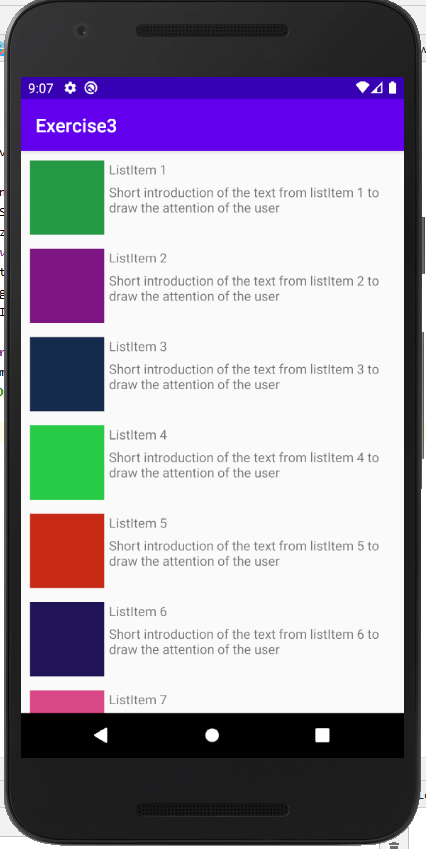 9:07
Exercise3
ListItem 1
Short introduction of the text from listItem 1 to
draw the attention of the user
ListItem 2
Short introduction of the text from listItem 2 to
draw the attention of the user
ListItem 3
Short introduction of the text from listItem 3 to
draw the attention of the user
ListItem 4
Short introduction of the text from listItem 4 to
draw the attention of the user
ListItem 5
Short introduction of the text from listItem 5 to
draw the attention of the user
ListItem 6
Short introduction of the text from listItem 6 to
draw the attention of the user
ListItem 7